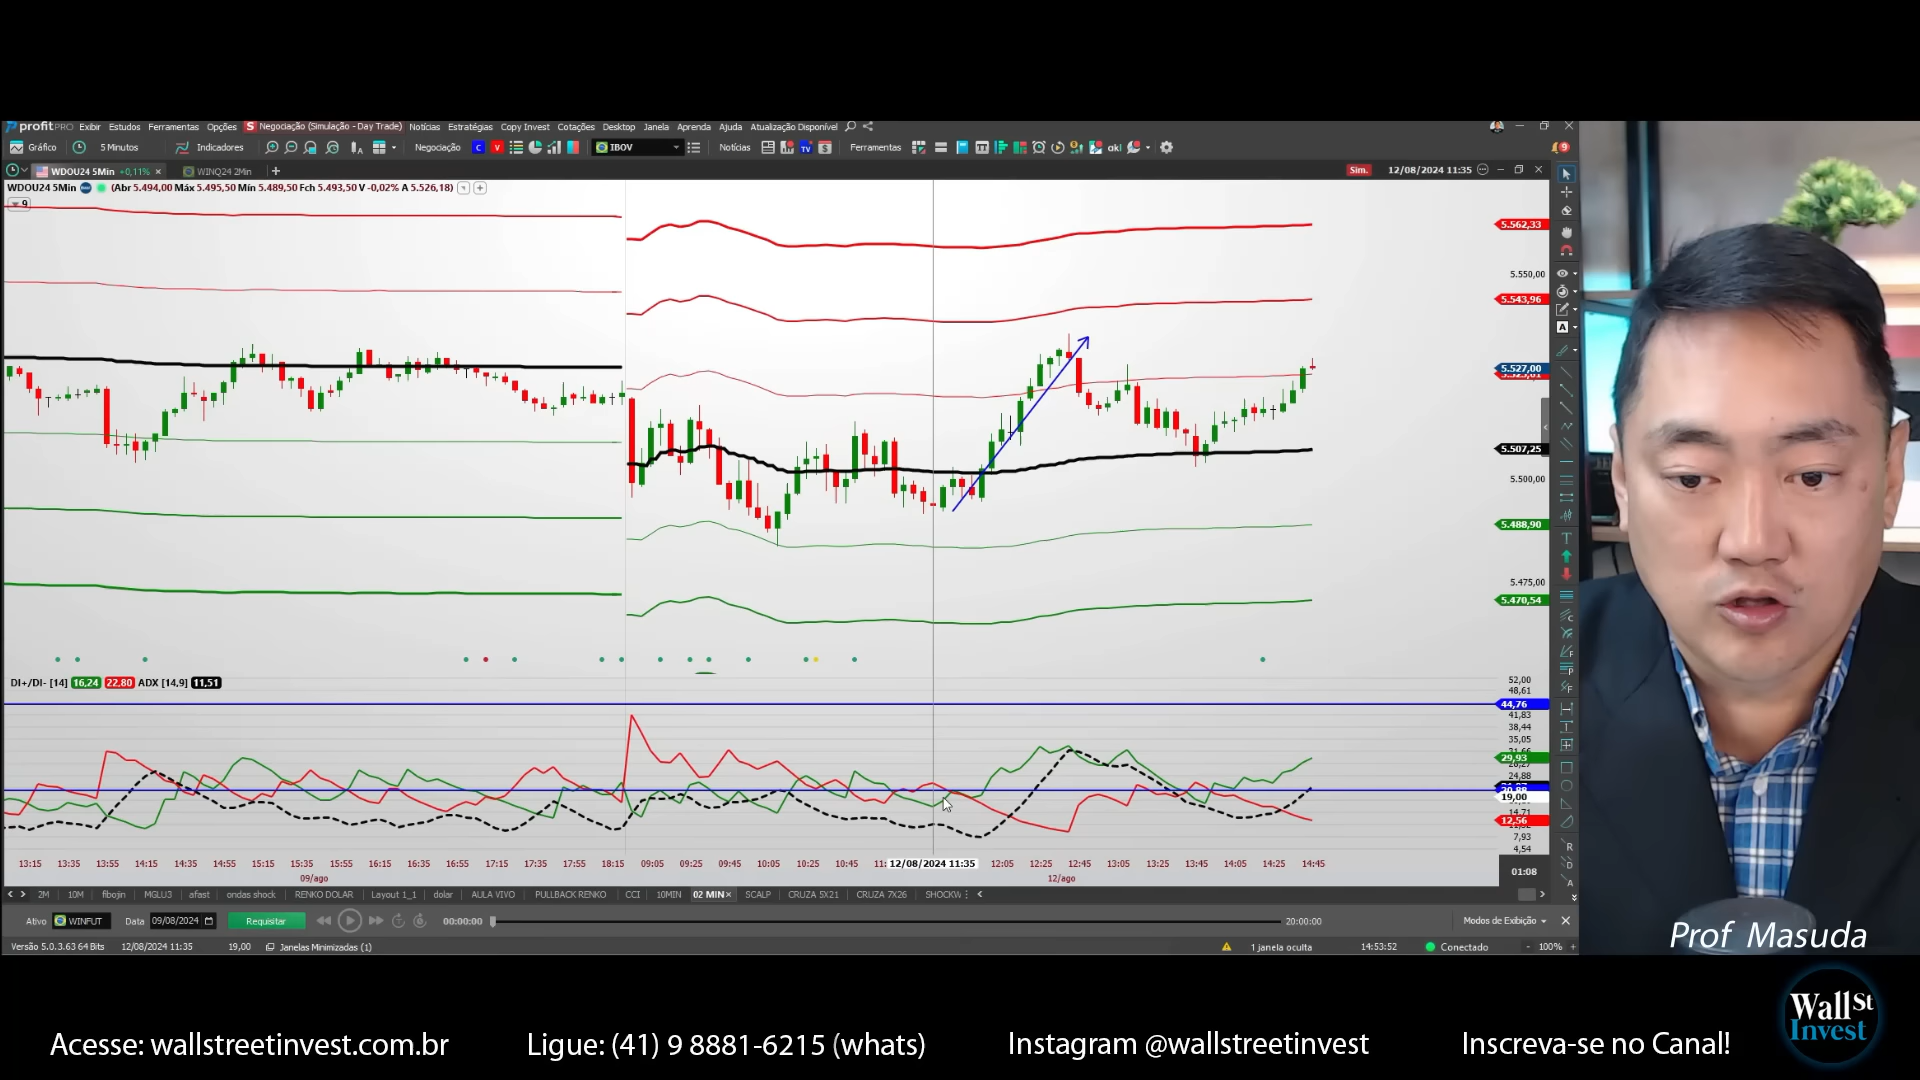 profit PRO Exibir Estudos Ferramentas Opções S Negociação (Simulação - Day Trade) Notícias Estratégias Copy Invest Cotações Desktop Janela Aprenda Ajuda Atualização Disponível
Gráfico 5 Minutos Indicadores Negociação C V IBOV Notícias TV $ Ferramentas aki 9
WDOU24 5Min +0,11% × WINQ24 2Min + Sim. 12/08/2024 11:35
WDOU24 5Min (Abr 5.494,00 Máx 5.495,50 Mín 5.489,50 Fch 5.493,50 V -0,02% A 5.526,18)
9
5.562,33
5.550,00
5.543,96
5.527,00
5.507,25
5.500,00
5.488,90
5.475,00
5.470,54
DI+/DI- [14] 16,24 22,80 ADX [14,9] 11,51
52,00
48,61
44,76
41,83
38,44
35,05
29,93
24,88
19,00
12,56
7,93
4,54
13:15 13:35 13:55 14:15 14:35 14:55 15:15 15:35 15:55 16:15 16:35 16:55 17:15 17:35 17:55 18:15 09:05 09:25 09:45 10:05 10:25 10:45 11: 12/08/2024 11:35 12:05 12:25 12:45 13:05 13:25 13:45 14:05 14:25 14:45
09/ago 12/ago
01:08
2M 10M fibojin MGLU3 afast ondas shock RENKO DOLAR Layout 1_1 dolar AULA VIVO PULLBACK RENKO CCI 10MIN 02 MIN× SCALP CRUZA 5X21 CRUZA 7X26 SHOCKW
Ativo WINFUT Data 09/08/2024 Requisitar 00:00:00 20:00:00 Modos de Exibição
Versão 5.0.3.63 64 Bits 12/08/2024 11:35 19,00 Janelas Minimizadas (1) 1 janela oculta 14:53:52 Conectado - 100% +
Prof Masuda
Wall St
Invest
Acesse: wallstreetinvest.com.br Ligue: (41) 9 8881-6215 (whats) Instagram @wallstreetinvest Inscreva-se no Canal!